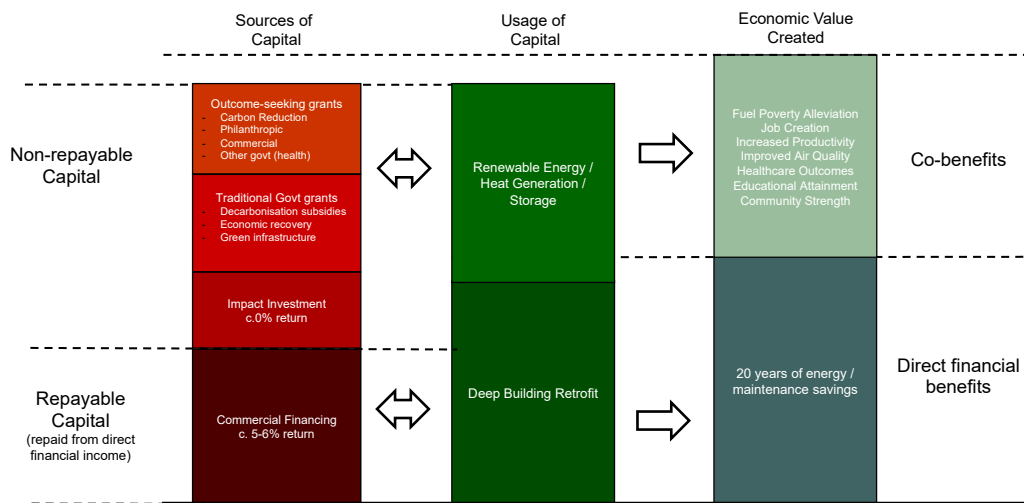 Sources of
Capital
Usage of
Capital
Economic Value
Created
Non-repayable
Capital
Outcome-seeking grants
- Carbon Reduction
- Philanthropic
- Commercial
- Other govt (health)
Traditional Govt grants
- Decarbonisation subsidies
- Economic recovery
- Green infrastructure
Impact Investment
c.0% return
Renewable Energy /
Heat Generation /
Storage
Fuel Poverty Alleviation
Job Creation
Increased Productivity
Improved Air Quality
Healthcare Outcomes
Educational Attainment
Community Strength
Co-benefits
Repayable
Capital
(repaid from direct
financial income)
Commercial Financing
c. 5-6% return
Deep Building Retrofit
20 years of energy /
maintenance savings
Direct financial
benefits